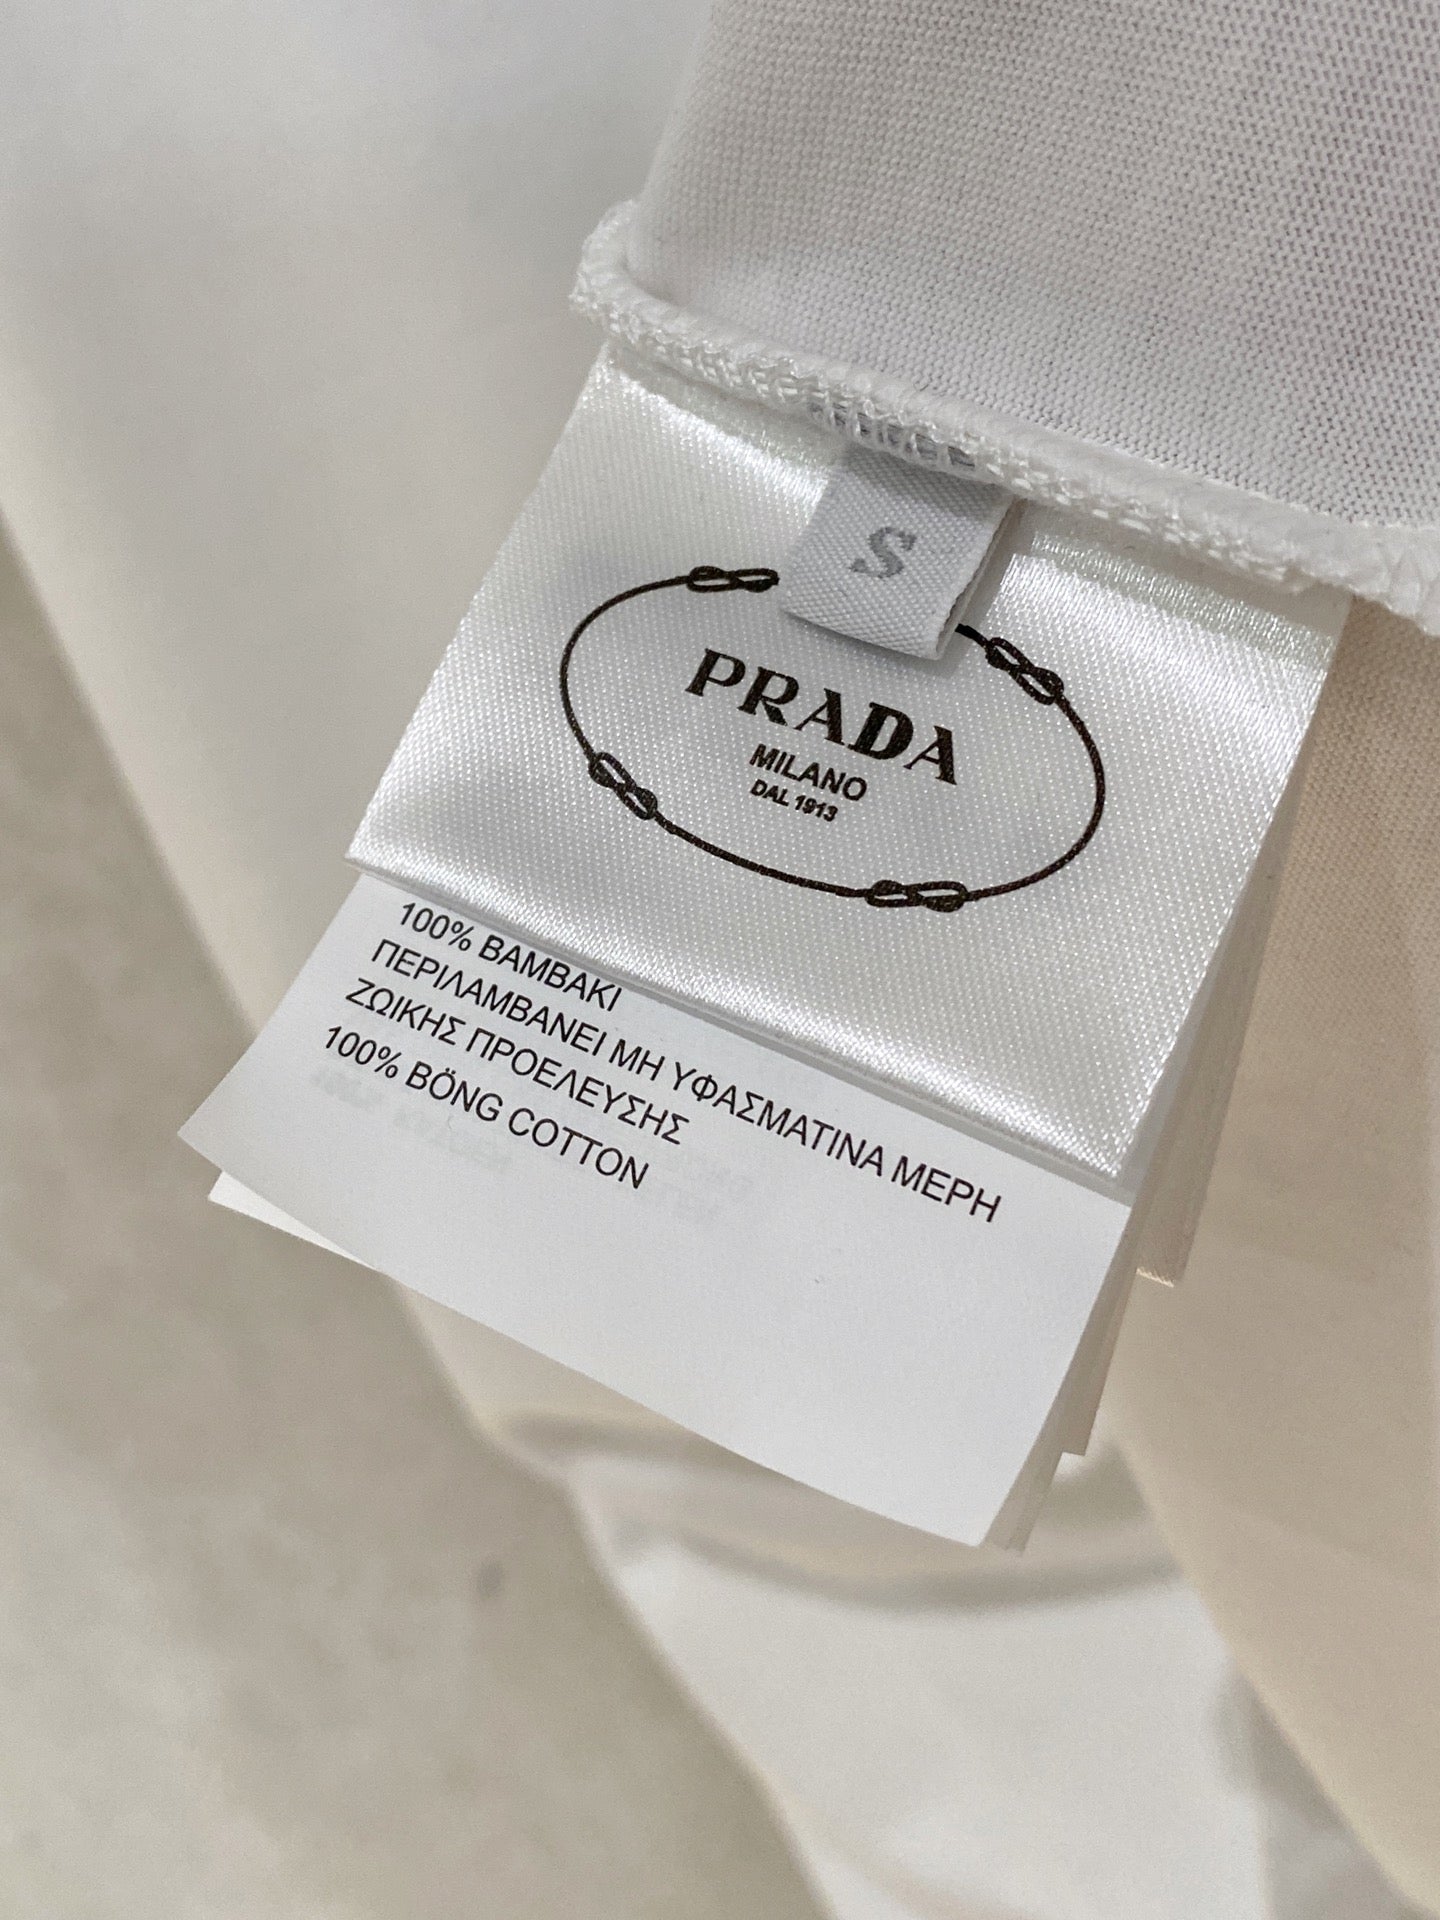 S
PRADA
MILANO
DAL 1913
100% ΒΑΜΒΑΚΙ
ΠΕΡΙΛΑΜΒΑΝΕΙ ΜΗ ΥΦΑΣΜΑΤΙΝΑ ΜΕΡΗ
ΖΩΙΚΗΣ ΠΡΟΕΛΕΥΣΗΣ
100% BÖNG COTTON